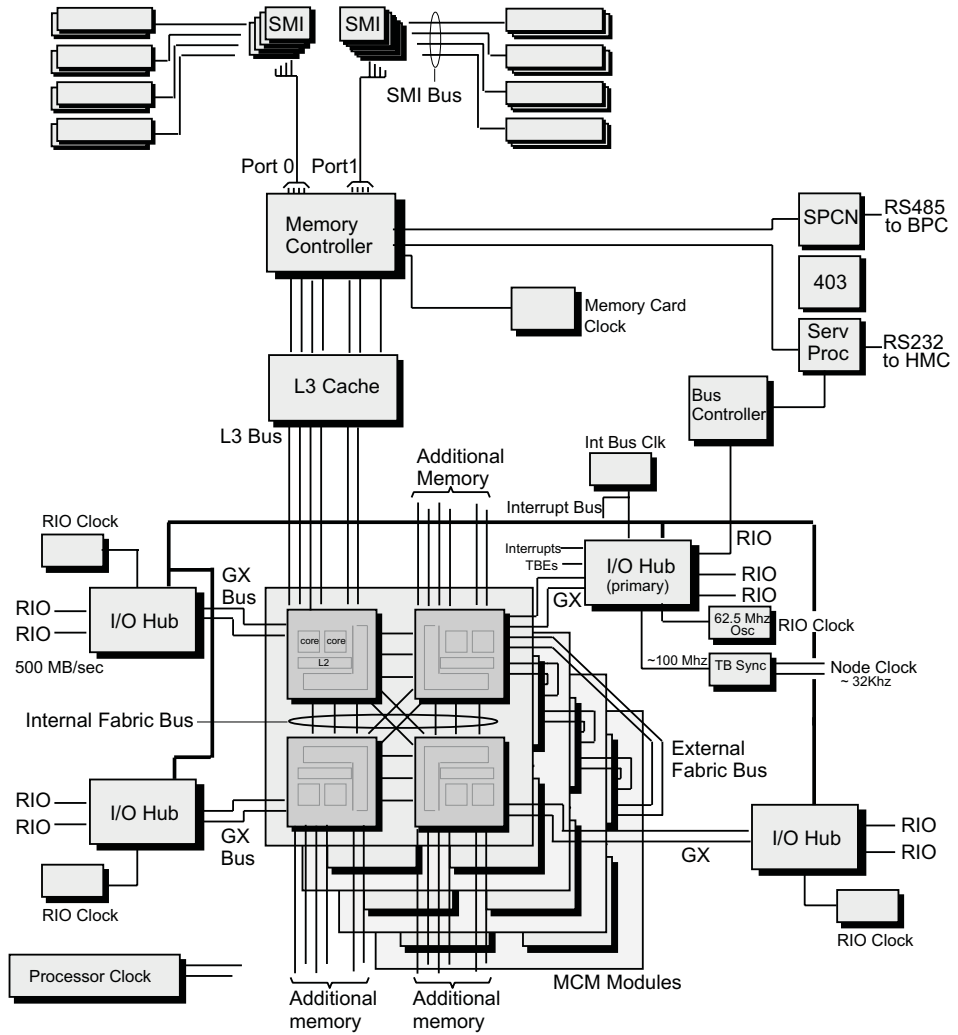 SMI
SMI
SMI Bus
Port 0
Port1
Memory
Controller
SPCN
RS485
to BPC
403
Memory Card
Clock
Serv
Proc
RS232
to HMC
L3 Cache
Bus
Controller
L3 Bus
Additional
Memory
Int Bus Clk
Interrupt Bus
RIO Clock
RIO
Interrupts
TBEs
I/O Hub
(primary)
RIO
RIO
GX
Bus
GX
RIO
RIO
I/O Hub
62.5 Mhz
Osc
RIO Clock
core
core
L2
500 MB/sec
~100 Mhz
TB Sync
Node Clock
~ 32Khz
Internal Fabric Bus
External
Fabric Bus
RIO
RIO
I/O Hub
GX
Bus
I/O Hub
RIO
RIO
GX
RIO Clock
RIO Clock
Processor Clock
MCM Modules
Additional
memory
Additional
memory